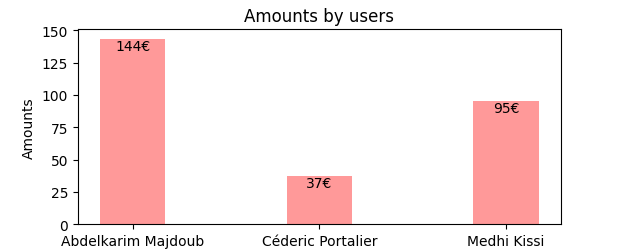 Amounts by users
150
125
100
75
50
25
0
Amounts
144€
37€
95€
Abdelkarim Majdoub
Céderic Portalier
Medhi Kissi